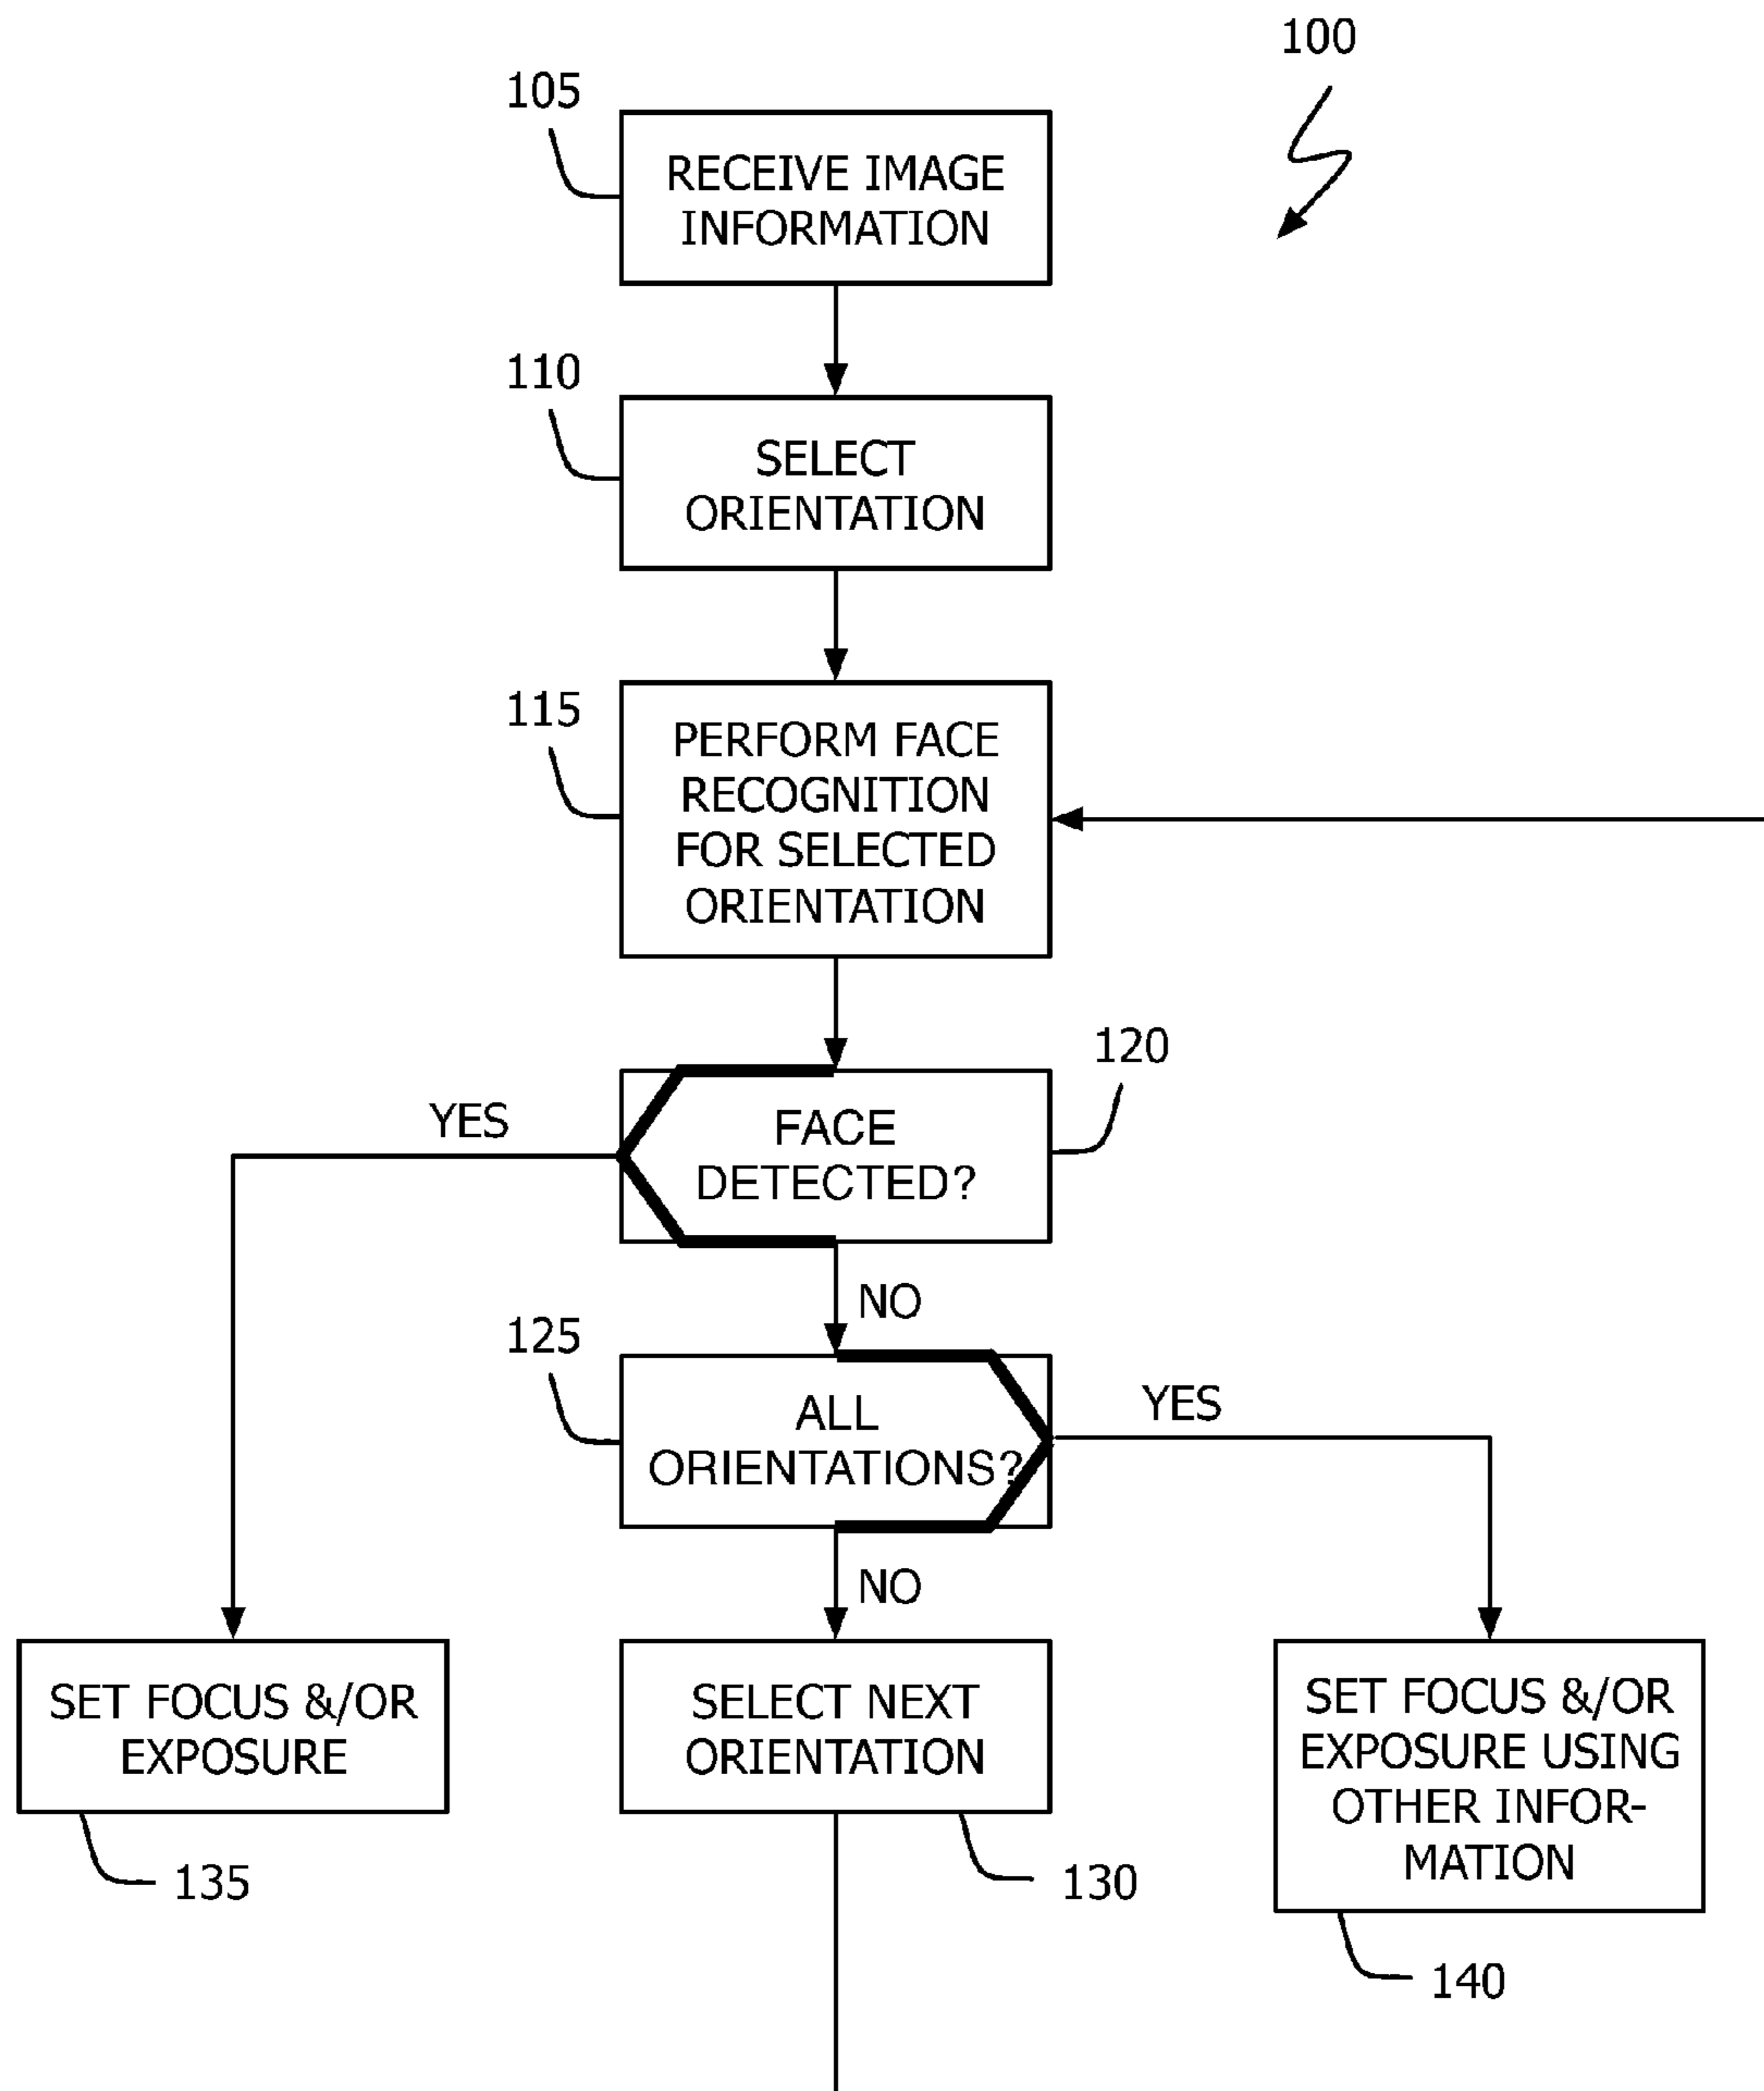 100
105
RECEIVE IMAGE
INFORMATION
110
SELECT
ORIENTATION
115
PERFORM FACE
RECOGNITION
FOR SELECTED
ORIENTATION
120
YES
FACE
DETECTED?
NO
125
ALL
ORIENTATIONS?
YES
NO
SET FOCUS &/OR
EXPOSURE
SELECT NEXT
ORIENTATION
SET FOCUS &/OR
EXPOSURE USING
OTHER INFOR-
MATION
135
130
140